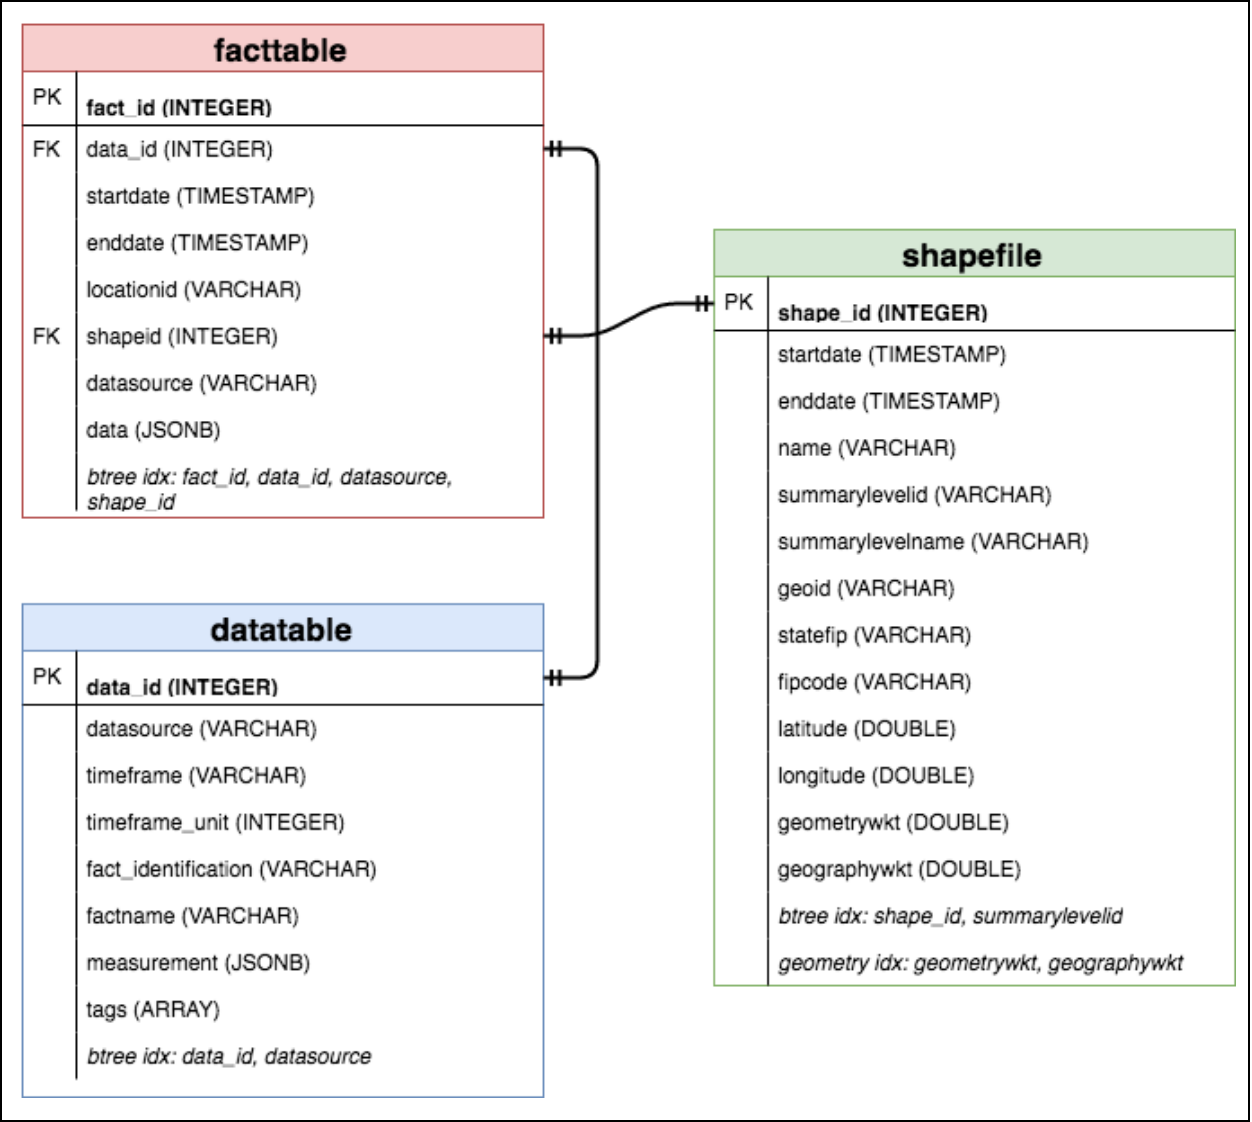 facttable
PK
fact_id (INTEGER)
FK
data_id (INTEGER)
startdate (TIMESTAMP)
enddate (TIMESTAMP)
locationid (VARCHAR)
FK
shapeid (INTEGER)
datasource (VARCHAR)
data (JSONB)
btree idx: fact_id, data_id, datasource,
shape_id
datatable
PK
data_id (INTEGER)
datasource (VARCHAR)
timeframe (VARCHAR)
timeframe_unit (INTEGER)
fact_identification (VARCHAR)
factname (VARCHAR)
measurement (JSONB)
tags (ARRAY)
btree idx: data_id, datasource
shapefile
PK
shape_id (INTEGER)
startdate (TIMESTAMP)
enddate (TIMESTAMP)
name (VARCHAR)
summarylevelid (VARCHAR)
summarylevelname (VARCHAR)
geoid (VARCHAR)
statefip (VARCHAR)
fipcode (VARCHAR)
latitude (DOUBLE)
longitude (DOUBLE)
geometrywkt (DOUBLE)
geographywkt (DOUBLE)
btree idx: shape_id, summarylevelid
geometry idx: geometrywkt, geographywkt